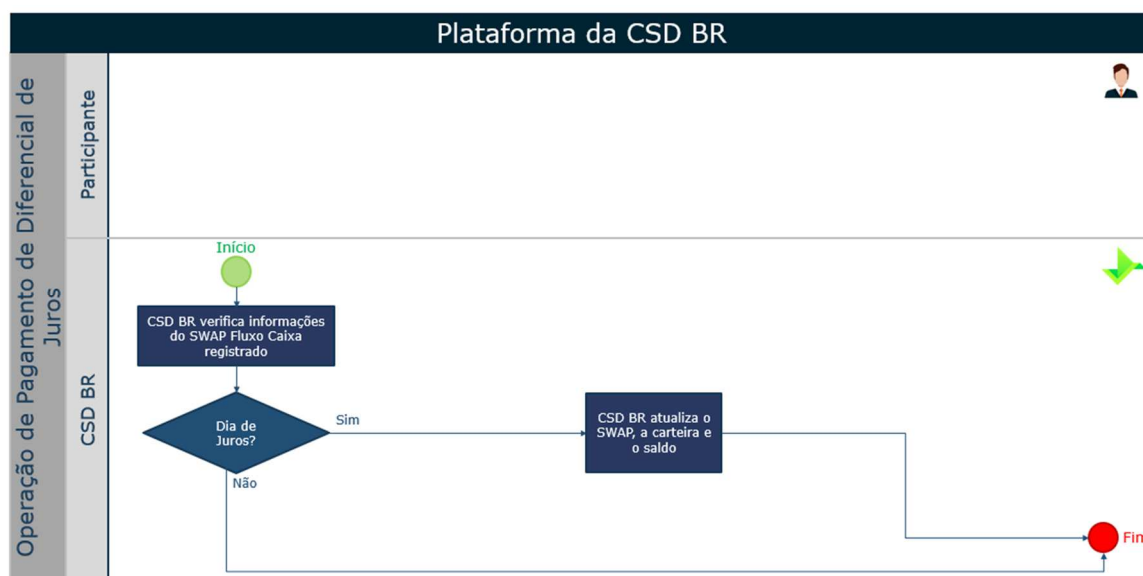 Plataforma da CSD BR
Operação de Pagamento de Diferencial de
Juros
Participante
CSD BR
Início
CSD BR verifica informações
do SWAP Fluxo Caixa
registrado
Dia de
Juros?
Sim
Não
CSD BR atualiza o
SWAP, a carteira e
o saldo
Fim